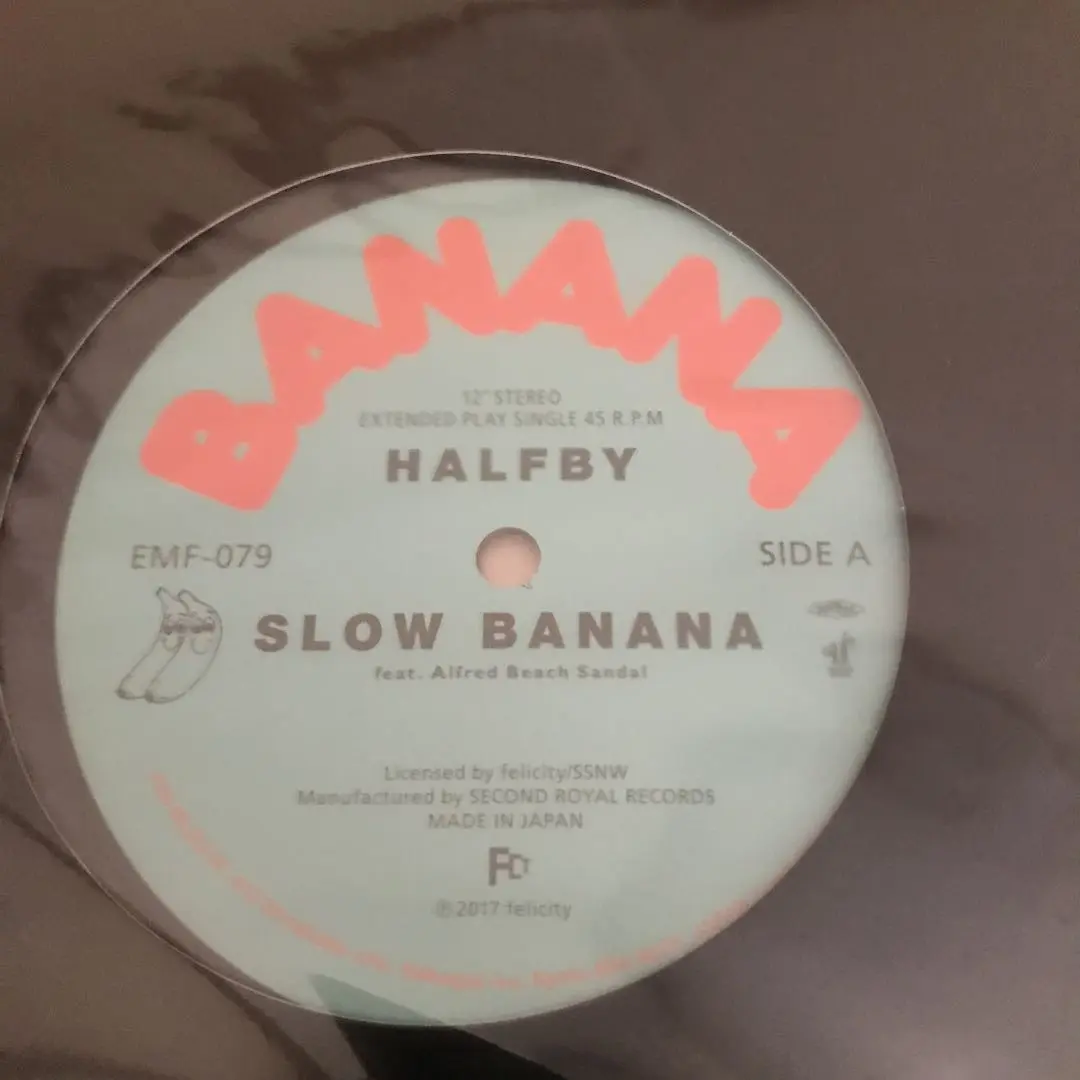 BANANA
12" STEREO
EXTENDED PLAY SINGLE 45 R.P.M
HALFBY
EMF-079
SIDE A
SLOW BANANA
feat. Alfred Beach Sandal
Licensed by felicity/SSNW
Manufactured by SECOND ROYAL RECORDS
MADE IN JAPAN
℗ 2017 felicity